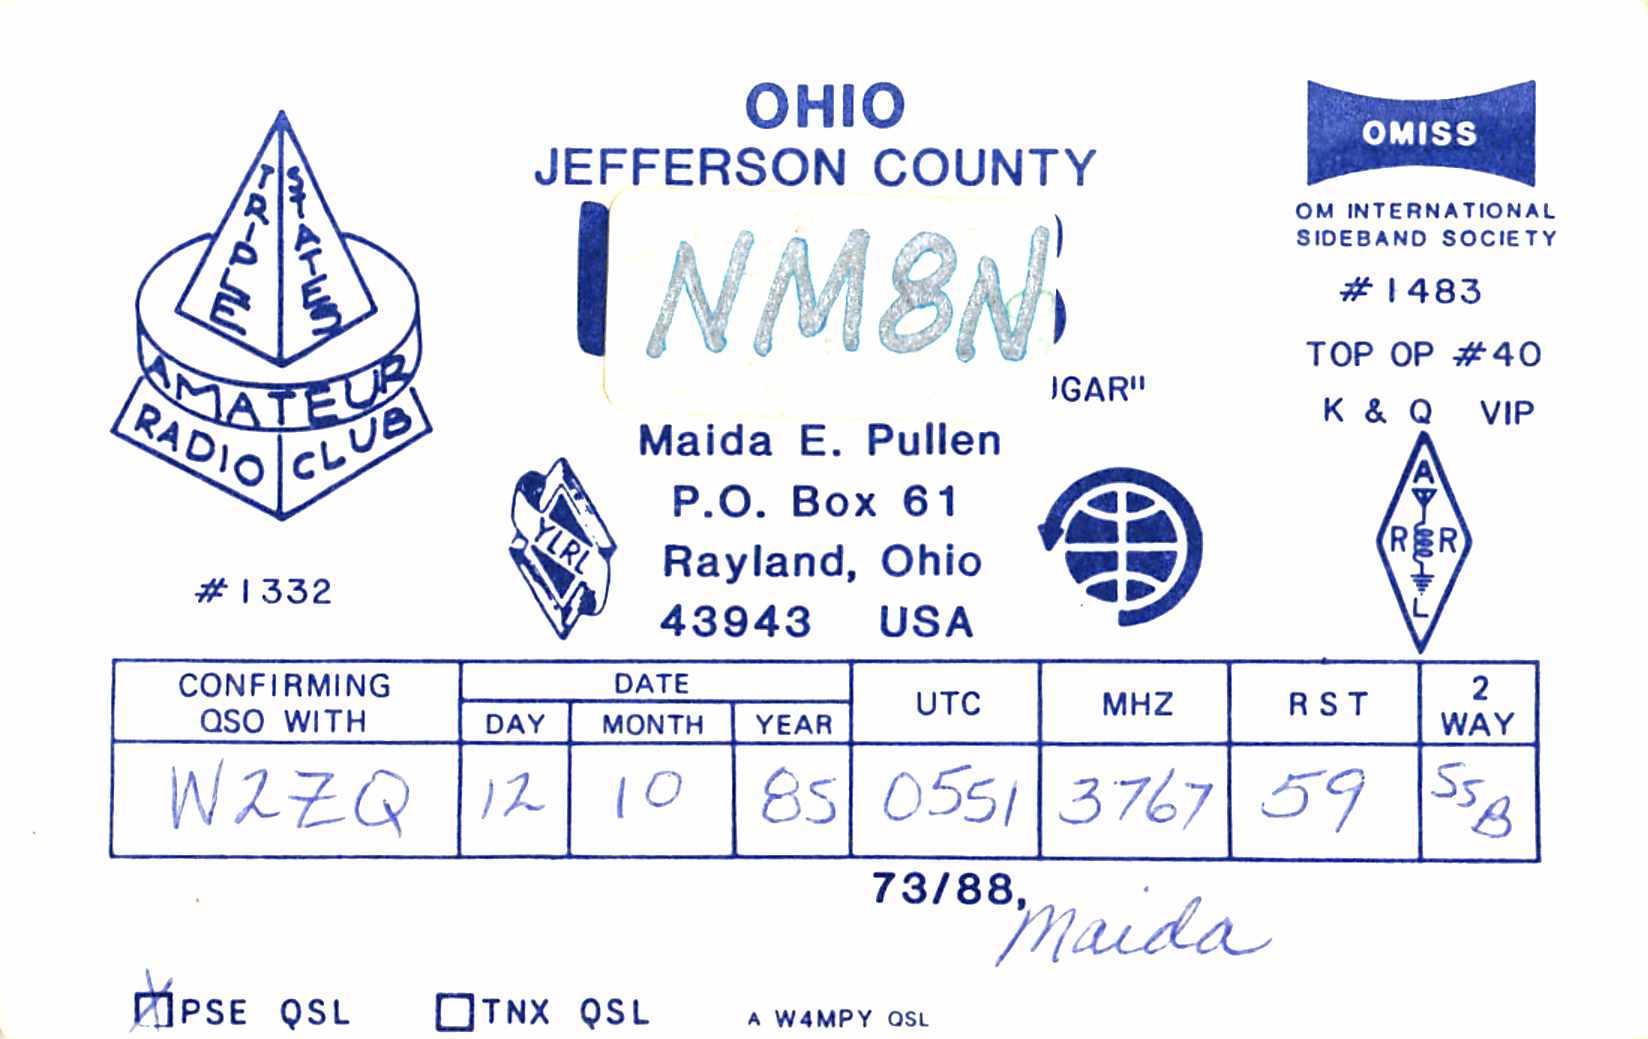 OHIO
JEFFERSON COUNTY
NM8N
GAR"
Maida E. Pullen
P.O. Box 61
Rayland, Ohio
43943 USA
TRIPLE STATES
AMATEUR
RADIO CLUB
#1332
YLRL
OMISS
OM INTERNATIONAL
SIDEBAND SOCIETY
#1483
TOP OP #40
K & Q VIP
A
R R
L
CONFIRMING QSO WITH DATE UTC MHZ RST 2 WAY
DAY MONTH YEAR
W2ZQ 12 10 85 0551 3767 59 SSB
73/88,
Maida
PSE QSL TNX QSL A W4MPY QSL